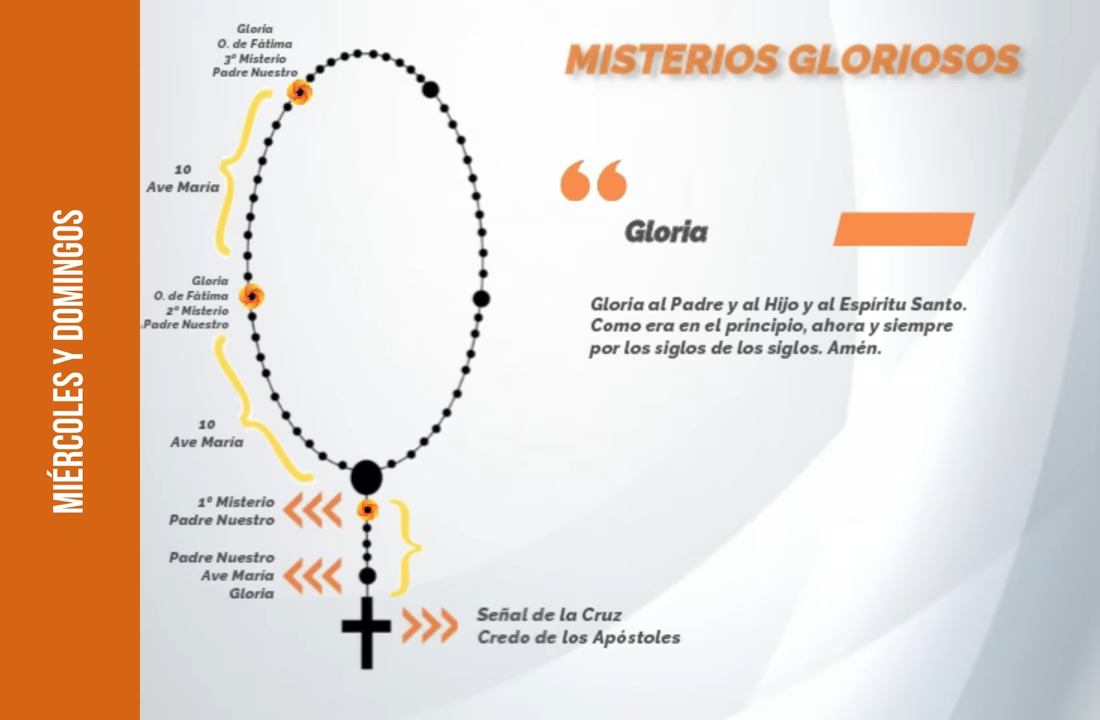 MIÉRCOLES Y DOMINGOS
Gloria
O. de Fátima
3º Misterio
Padre Nuestro
10
Ave María
Gloria
O. de Fátima
2º Misterio
Padre Nuestro
10
Ave María
1º Misterio
Padre Nuestro
Padre Nuestro
Ave María
Gloria
Señal de la Cruz
Credo de los Apóstoles
MISTERIOS GLORIOSOS
“
Gloria
Gloria al Padre y al Hijo y al Espíritu Santo.
Como era en el principio, ahora y siempre
por los siglos de los siglos. Amén.